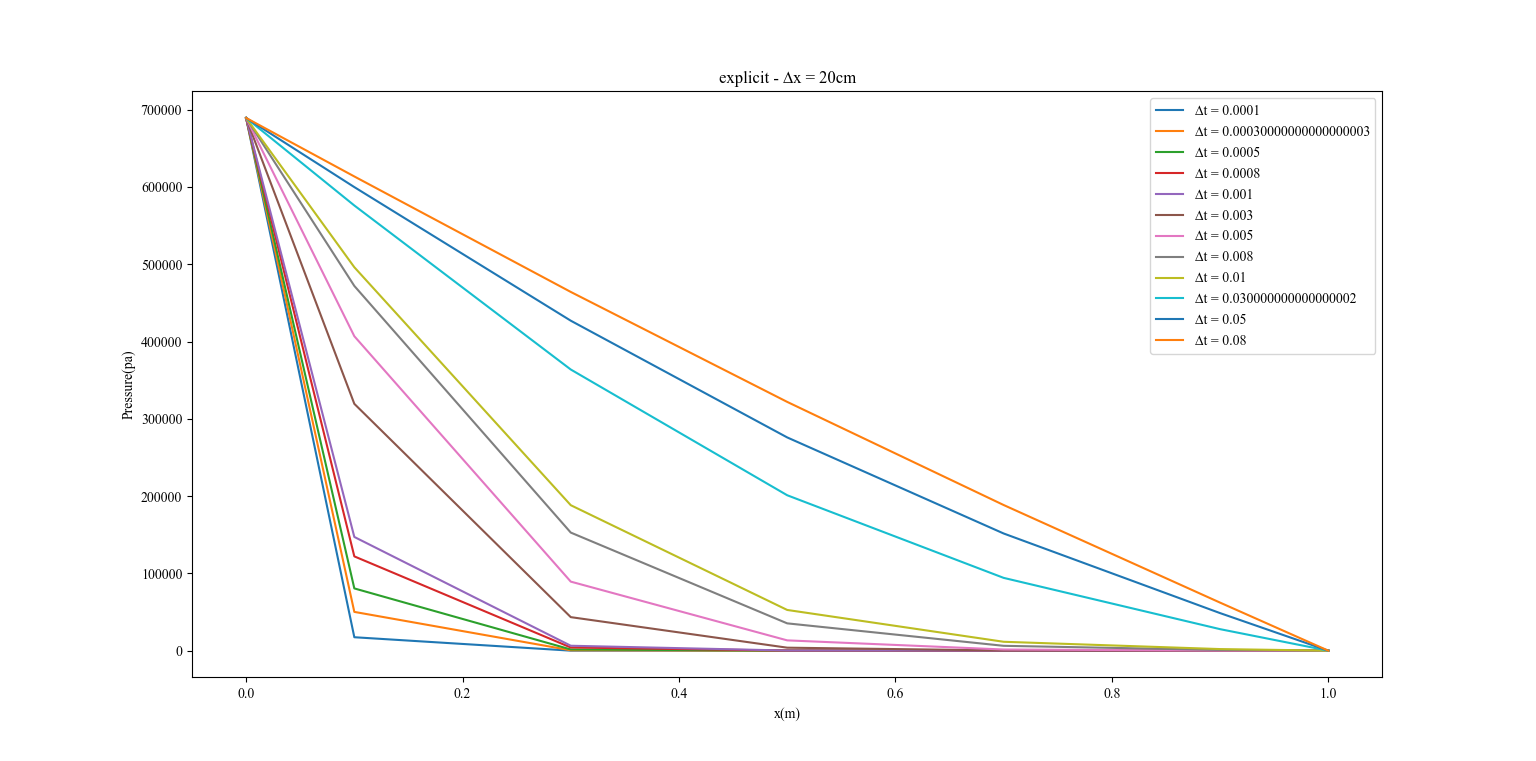 explicit - Δx = 20cm
700000
600000
500000
400000
300000
200000
100000
0
Pressure(pa)
0.0
0.2
0.4
0.6
0.8
1.0
x(m)
Δt = 0.0001
Δt = 0.00030000000000000003
Δt = 0.0005
Δt = 0.0008
Δt = 0.001
Δt = 0.003
Δt = 0.005
Δt = 0.008
Δt = 0.01
Δt = 0.030000000000000002
Δt = 0.05
Δt = 0.08